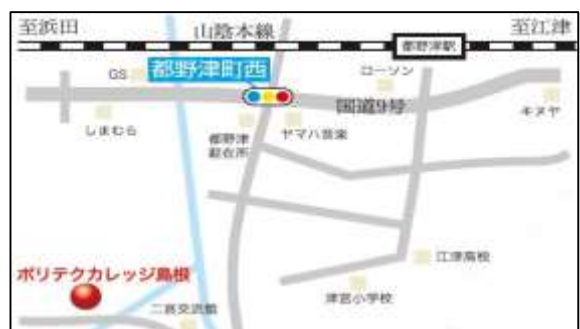 至浜田
山陰本線
至江津
都野津駅
GS
都野津町西
ローソン
国道9号
キヌヤ
しまむら
都野津
駐在所
ヤマハ音楽
江津高校
ポリテクカレッジ島根
津宮小学校
二宮交流館